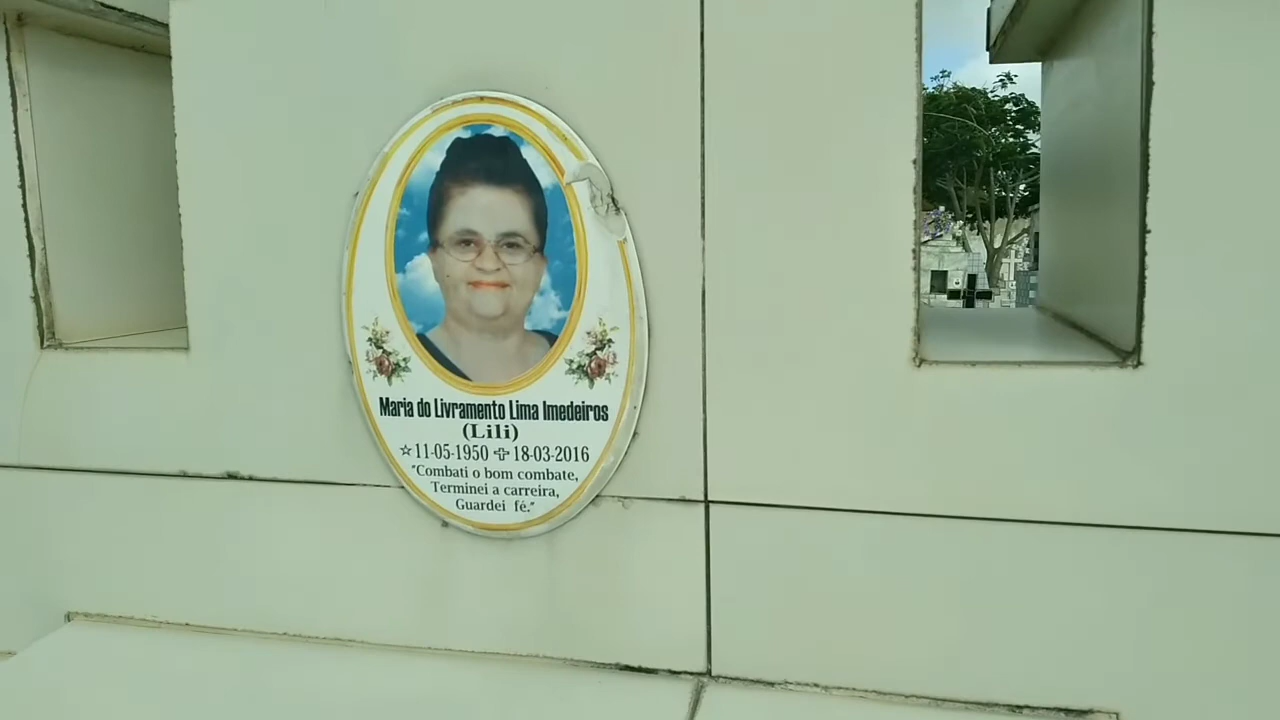 Maria do Livramento Lima Imedeiros
(Lili)
☆11-05-1950 ✞ 18-03-2016
"Combati o bom combate,
Terminei a carreira,
Guardei fé."